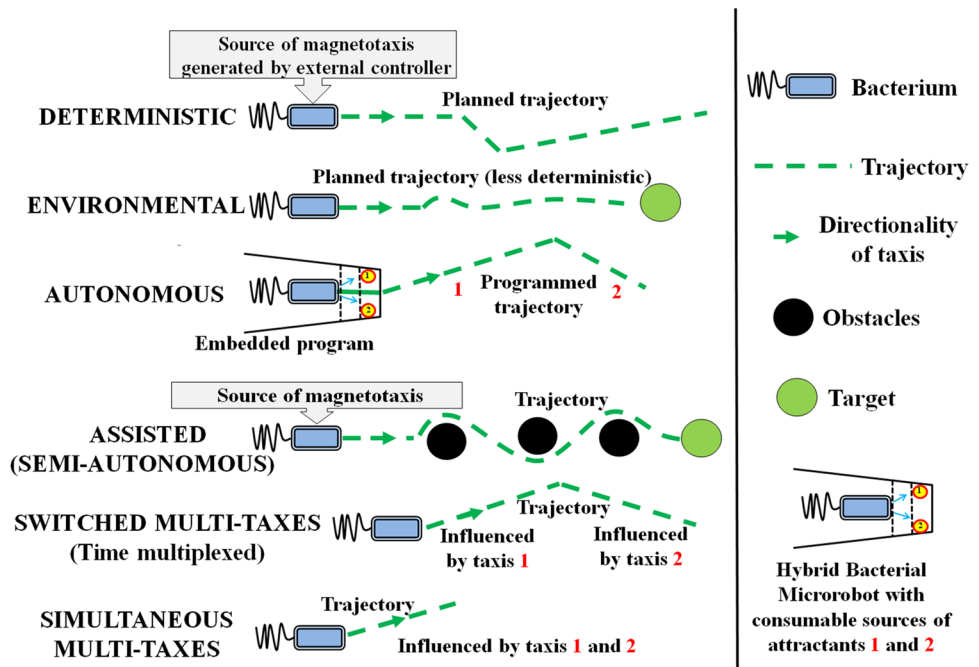 Source of magnetotaxis
generated by external controller
DETERMINISTIC
Planned trajectory
Planned trajectory (less deterministic)
ENVIRONMENTAL
AUTONOMOUS
1
2
1
Programmed
trajectory
2
Embedded program
Source of magnetotaxis
Trajectory
ASSISTED
(SEMI-AUTONOMOUS)
SWITCHED MULTI-TAXES
(Time multiplexed)
Trajectory
Influenced
by taxis 1
Influenced
by taxis 2
SIMULTANEOUS
MULTI-TAXES
Trajectory
Influenced by taxis 1 and 2
Bacterium
Trajectory
Directionality
of taxis
Obstacles
Target
1
2
Hybrid Bacterial
Microrobot with
consumable sources of
attractants 1 and 2